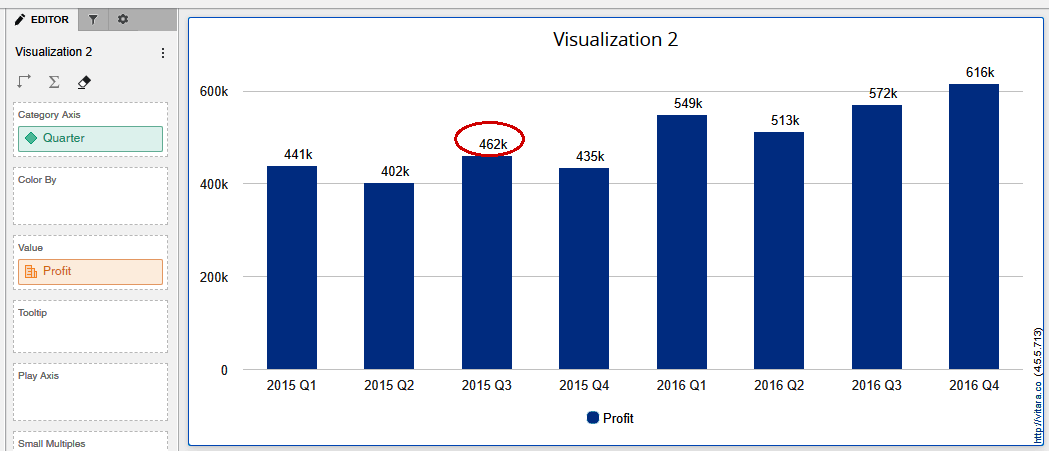 EDITOR
Visualization 2
Σ
Category Axis
Quarter
Color By
Value
Profit
Tooltip
Play Axis
Small Multiples
Visualization 2
600k
400k
200k
0
441k
402k
462k
435k
549k
513k
572k
616k
2015 Q1
2015 Q2
2015 Q3
2015 Q4
2016 Q1
2016 Q2
2016 Q3
2016 Q4
Profit
http://vitara.co (4.5.5.713)